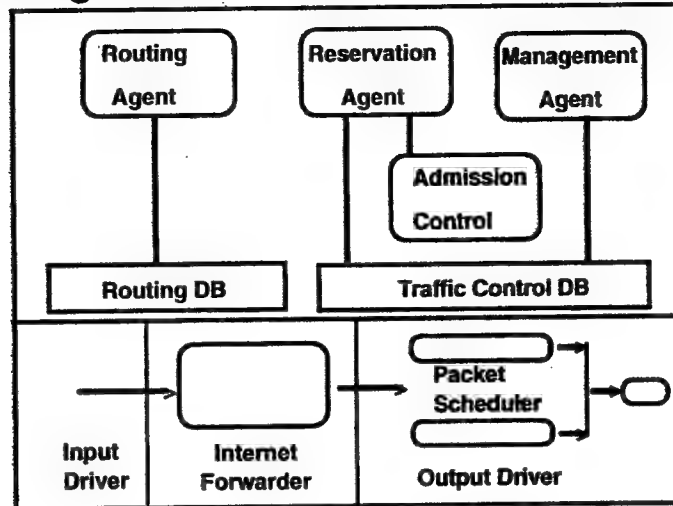 Routing
Agent
Reservation
Agent
Management
Agent
Admission
Control
Routing DB
Traffic Control DB
Packet
Scheduler
Input
Driver
Internet
Forwarder
Output Driver